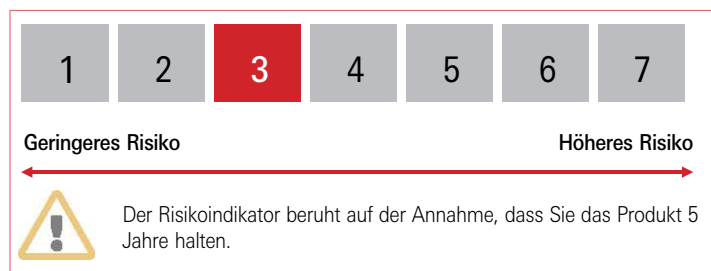 1 2 3 4 5 6 7
Geringeres Risiko Höheres Risiko
Der Risikoindikator beruht auf der Annahme, dass Sie das Produkt 5
Jahre halten.